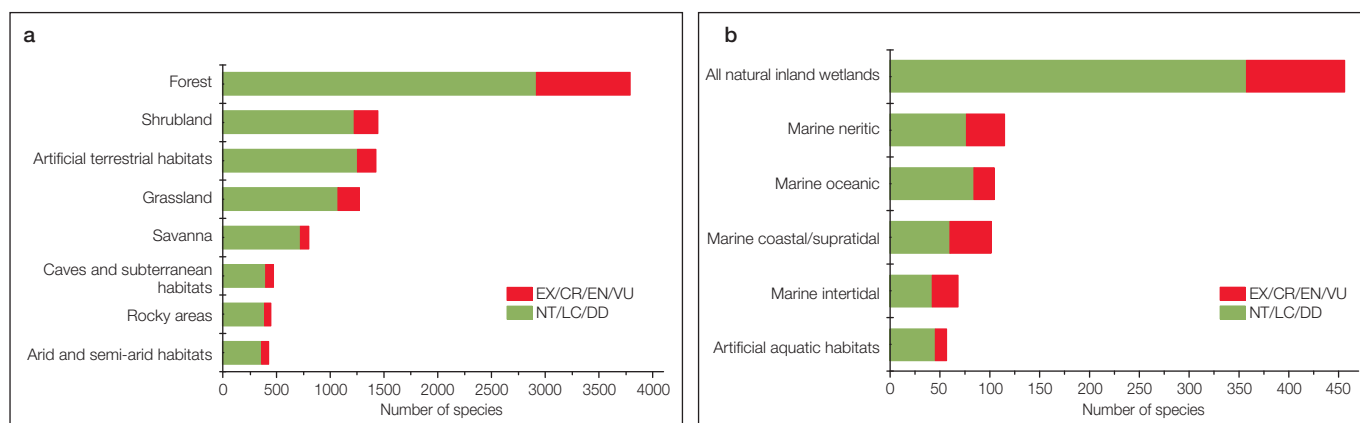 a
Forest
Shrubland
Artificial terrestrial habitats
Grassland
Savanna
Caves and subterranean
habitats
Rocky areas
Arid and semi-arid habitats
EX/CR/EN/VU
NT/LC/DD
0 500 1000 1500 2000 2500 3000 3500 4000
Number of species
b
All natural inland wetlands
Marine neritic
Marine oceanic
Marine coastal/supratidal
Marine intertidal
Artificial aquatic habitats
EX/CR/EN/VU
NT/LC/DD
0 50 100 150 200 250 300 350 450
Number of species